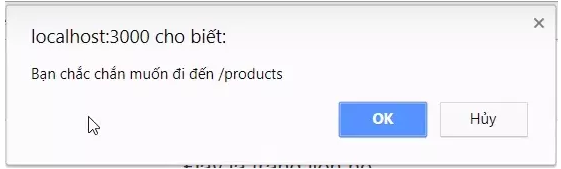 localhost:3000 cho biết:
Bạn chắc chắn muốn đi đến /products
OK
Hủy